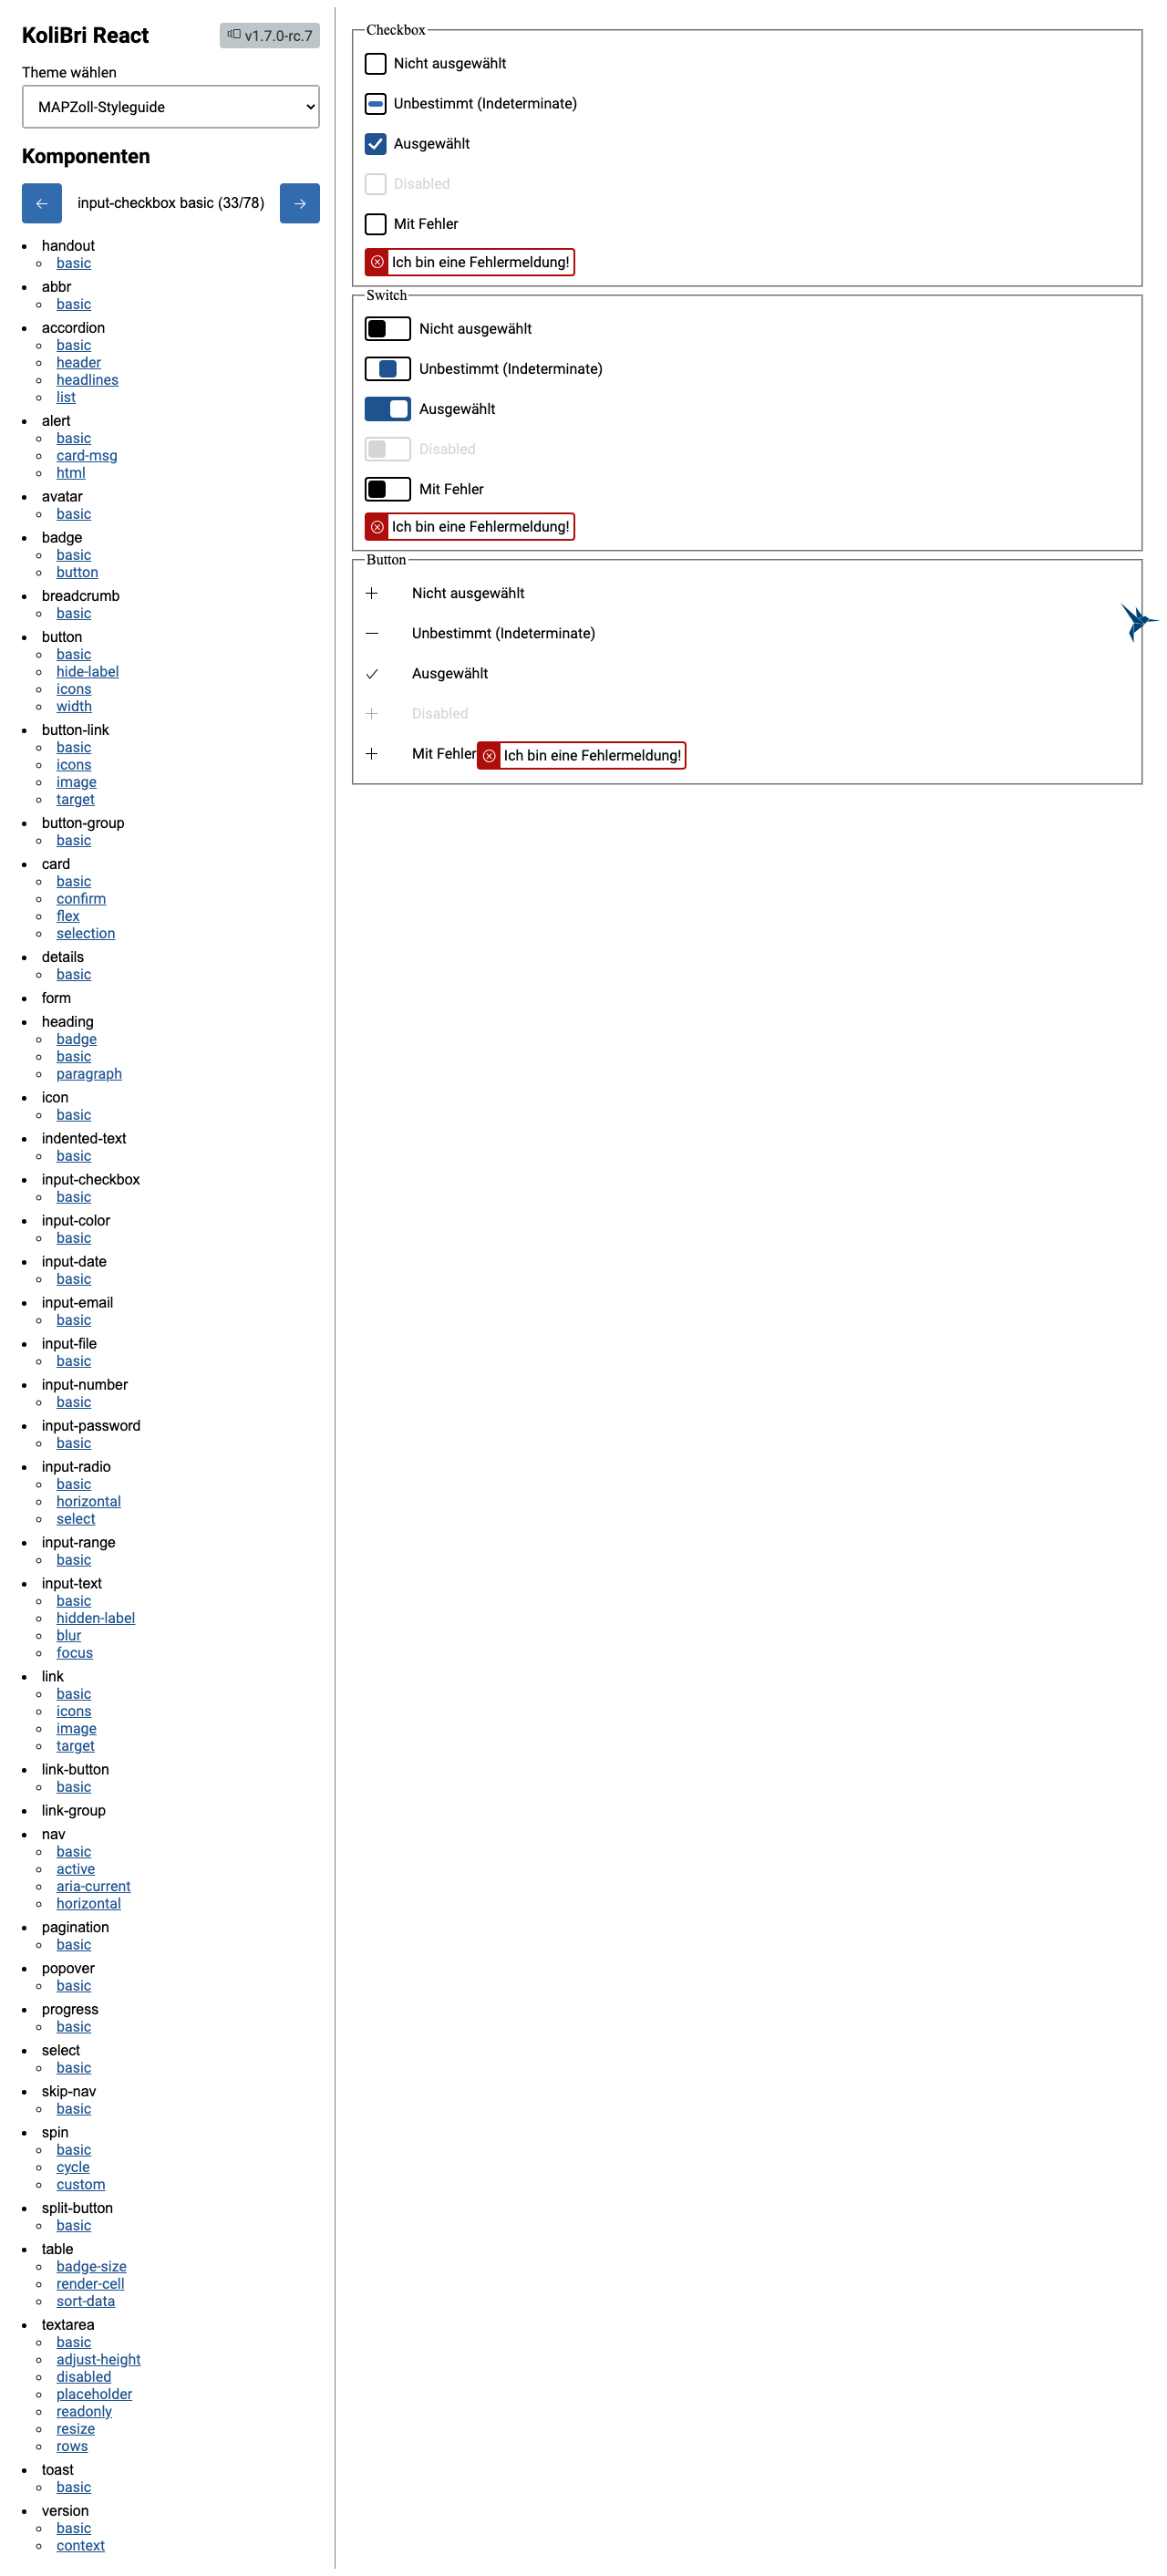 KoliBri React
v1.7.0-rc.7
Theme wählen
MAPZoll-Styleguide
Komponenten
input-checkbox basic (33/78)
handout
basic
abbr
basic
accordion
basic
header
headlines
list
alert
basic
card-msg
html
avatar
basic
badge
basic
button
breadcrumb
basic
button
basic
hide-label
icons
width
button-link
basic
icons
image
target
button-group
basic
card
basic
confirm
flex
selection
details
basic
form
heading
badge
basic
paragraph
icon
basic
indented-text
basic
input-checkbox
basic
input-color
basic
input-date
basic
input-email
basic
input-file
basic
input-number
basic
input-password
basic
input-radio
basic
horizontal
select
input-range
basic
input-text
basic
hidden-label
blur
focus
link
basic
icons
image
target
link-button
basic
link-group
nav
basic
active
aria-current
horizontal
pagination
basic
popover
basic
progress
basic
select
basic
skip-nav
basic
spin
basic
cycle
custom
split-button
basic
table
badge-size
render-cell
sort-data
textarea
basic
adjust-height
disabled
placeholder
readonly
resize
rows
toast
basic
version
basic
context
Checkbox
Nicht ausgewählt
Unbestimmt (Indeterminate)
Ausgewählt
Disabled
Mit Fehler
Ich bin eine Fehlermeldung!
Switch
Nicht ausgewählt
Unbestimmt (Indeterminate)
Ausgewählt
Disabled
Mit Fehler
Ich bin eine Fehlermeldung!
Button
Nicht ausgewählt
Unbestimmt (Indeterminate)
Ausgewählt
Disabled
Mit Fehler Ich bin eine Fehlermeldung!